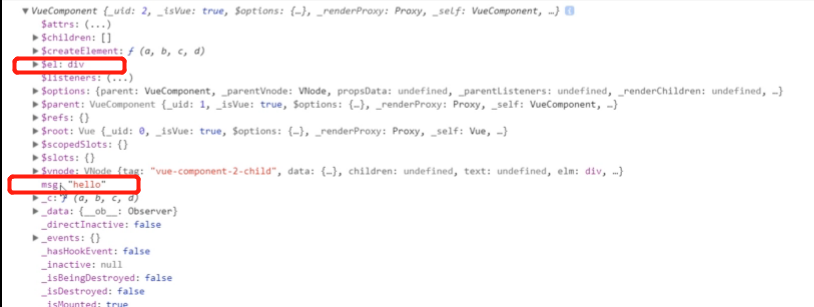 ▼VueComponent {_uid: 2, _isVue: true, $options: {…}, _renderProxy: Proxy, _self: VueComponent, …} i
$attrs: (...)
▶$children: []
▶$createElement: ƒ (a, b, c, d)
▶$el: div
$listeners: (...)
▶$options: {parent: VueComponent, _parentVnode: VNode, propsData: undefined, _parentListeners: undefined, _renderChildren: undefined, …}
▶$parent: VueComponent {_uid: 1, _isVue: true, $options: {…}, _renderProxy: Proxy, _self: VueComponent, …}
▶$refs: {}
▶$root: Vue {_uid: 0, _isVue: true, $options: {…}, _renderProxy: Proxy, _self: Vue, …}
▶$scopedSlots: {}
▶$slots: {}
▶$vnode: VNode {tag: "vue-component-2-child", data: {…}, children: undefined, text: undefined, elm: div, …}
msg: "hello"
▶_c: ƒ (a, b, c, d)
▶_data: {__ob__: Observer}
_directInactive: false
▶_events: {}
_hasHookEvent: false
_inactive: null
_isBeingDestroyed: false
_isDestroyed: false
_isMounted: true